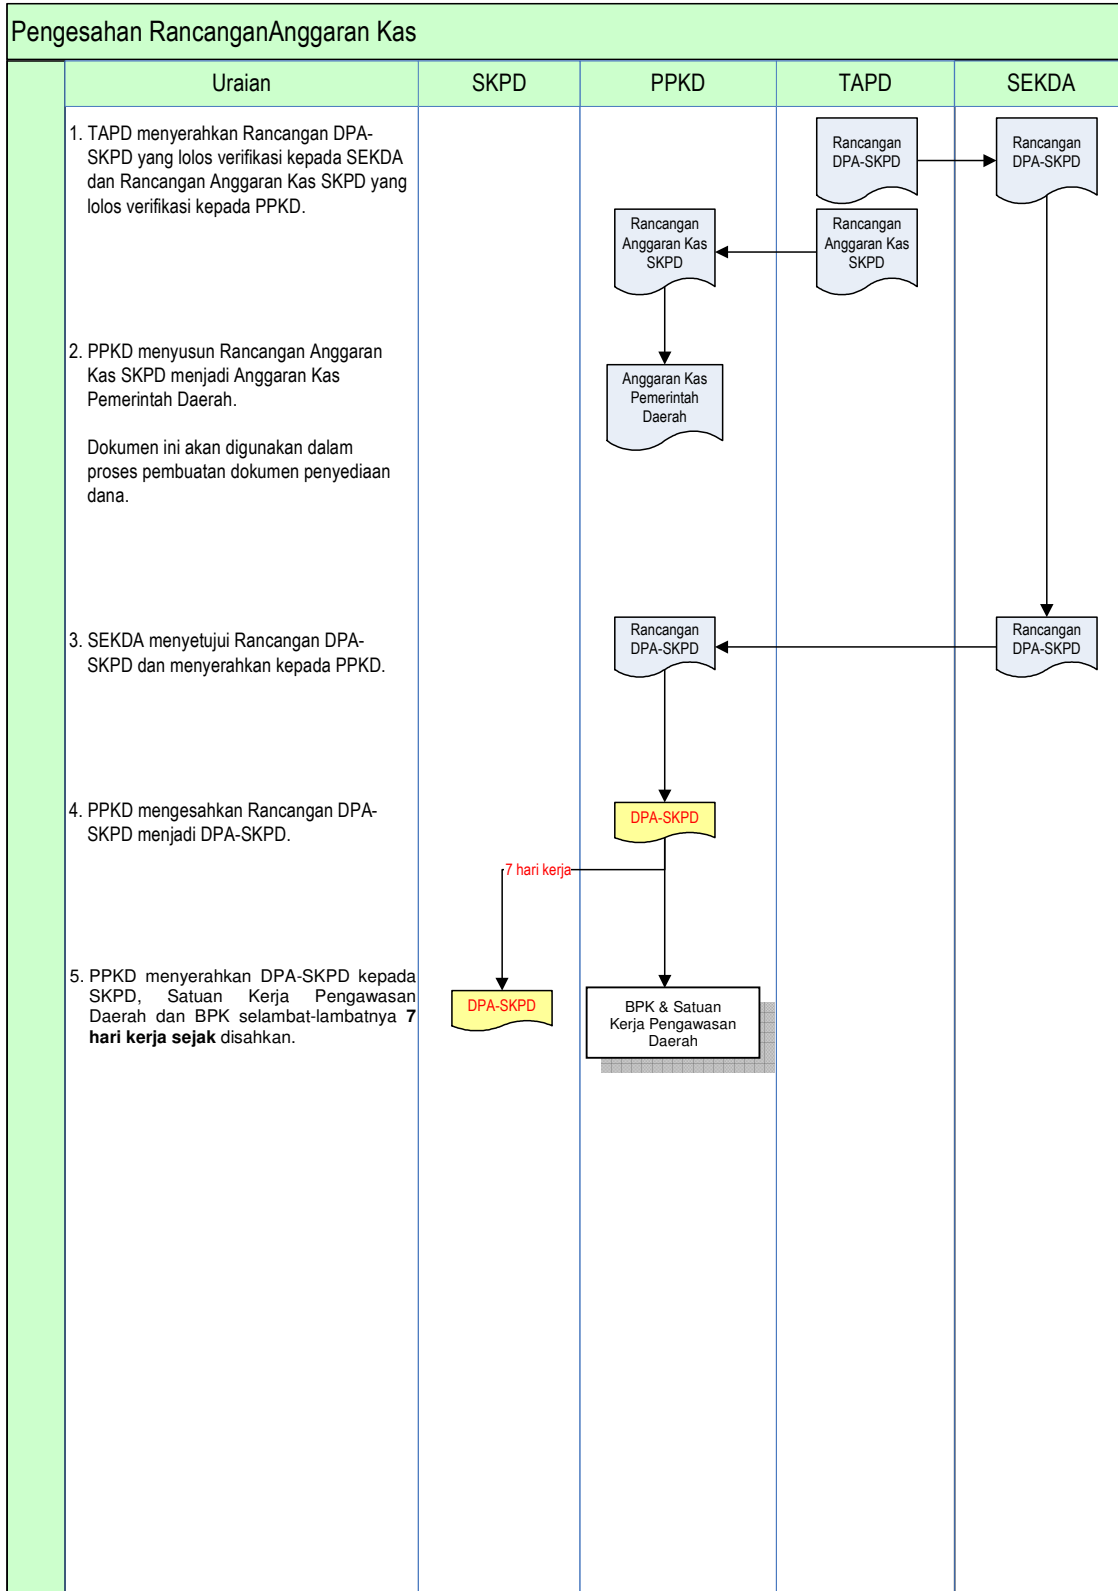 Pengesahan RancanganAnggaran Kas
Uraian
SKPD
PPKD
TAPD
SEKDA
1. TAPD menyerahkan Rancangan DPA-
SKPD yang lolos verifikasi kepada SEKDA
dan Rancangan Anggaran Kas SKPD yang
lolos verifikasi kepada PPKD.
Rancangan
DPA-SKPD
Rancangan
DPA-SKPD
Rancangan
Anggaran Kas
SKPD
Rancangan
Anggaran Kas
SKPD
2. PPKD menyusun Rancangan Anggaran
Kas SKPD menjadi Anggaran Kas
Pemerintah Daerah.
Dokumen ini akan digunakan dalam
proses pembuatan dokumen penyediaan
dana.
Anggaran Kas
Pemerintah
Daerah
3. SEKDA menyetujui Rancangan DPA-
SKPD dan menyerahkan kepada PPKD.
Rancangan
DPA-SKPD
Rancangan
DPA-SKPD
4. PPKD mengesahkan Rancangan DPA-
SKPD menjadi DPA-SKPD.
DPA-SKPD
7 hari kerja
5. PPKD menyerahkan DPA-SKPD kepada
SKPD, Satuan Kerja Pengawasan
Daerah dan BPK selambat-lambatnya 7
hari kerja sejak disahkan.
DPA-SKPD
BPK & Satuan
Kerja Pengawasan
Daerah